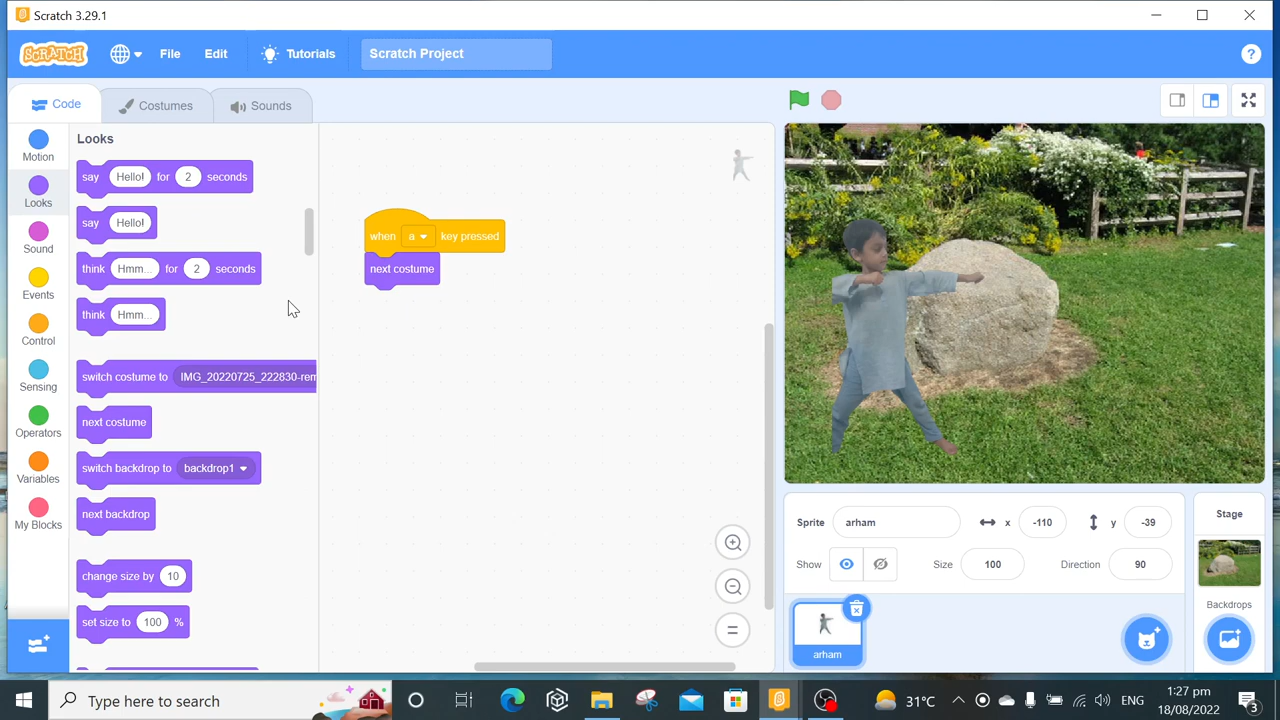 Scratch 3.29.1
SCRATCH
File
Edit
Tutorials
Scratch Project
?
Code
Costumes
Sounds
Motion
Looks
Sound
Events
Control
Sensing
Operators
Variables
My Blocks
Looks
say Hello! for 2 seconds
say Hello!
think Hmm... for 2 seconds
think Hmm...
switch costume to IMG_20220725_222830-rem
next costume
switch backdrop to backdrop1
next backdrop
change size by 10
set size to 100 %
when a key pressed
next costume
Sprite arham x -110 y -39
Show Size 100 Direction 90
arham
Stage
Backdrops
Type here to search
31°C
ENG
1:27 pm
18/08/2022
3